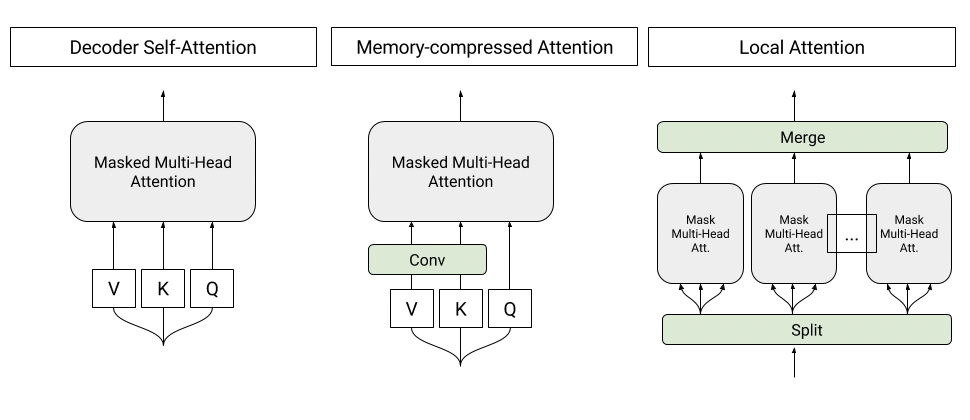 Decoder Self-Attention
Masked Multi-Head
Attention
V K Q
Memory-compressed Attention
Masked Multi-Head
Attention
Conv
V K Q
Local Attention
Merge
Mask
Multi-Head
Att.
Mask
Multi-Head
Att.
...
Mask
Multi-Head
Att.
Split